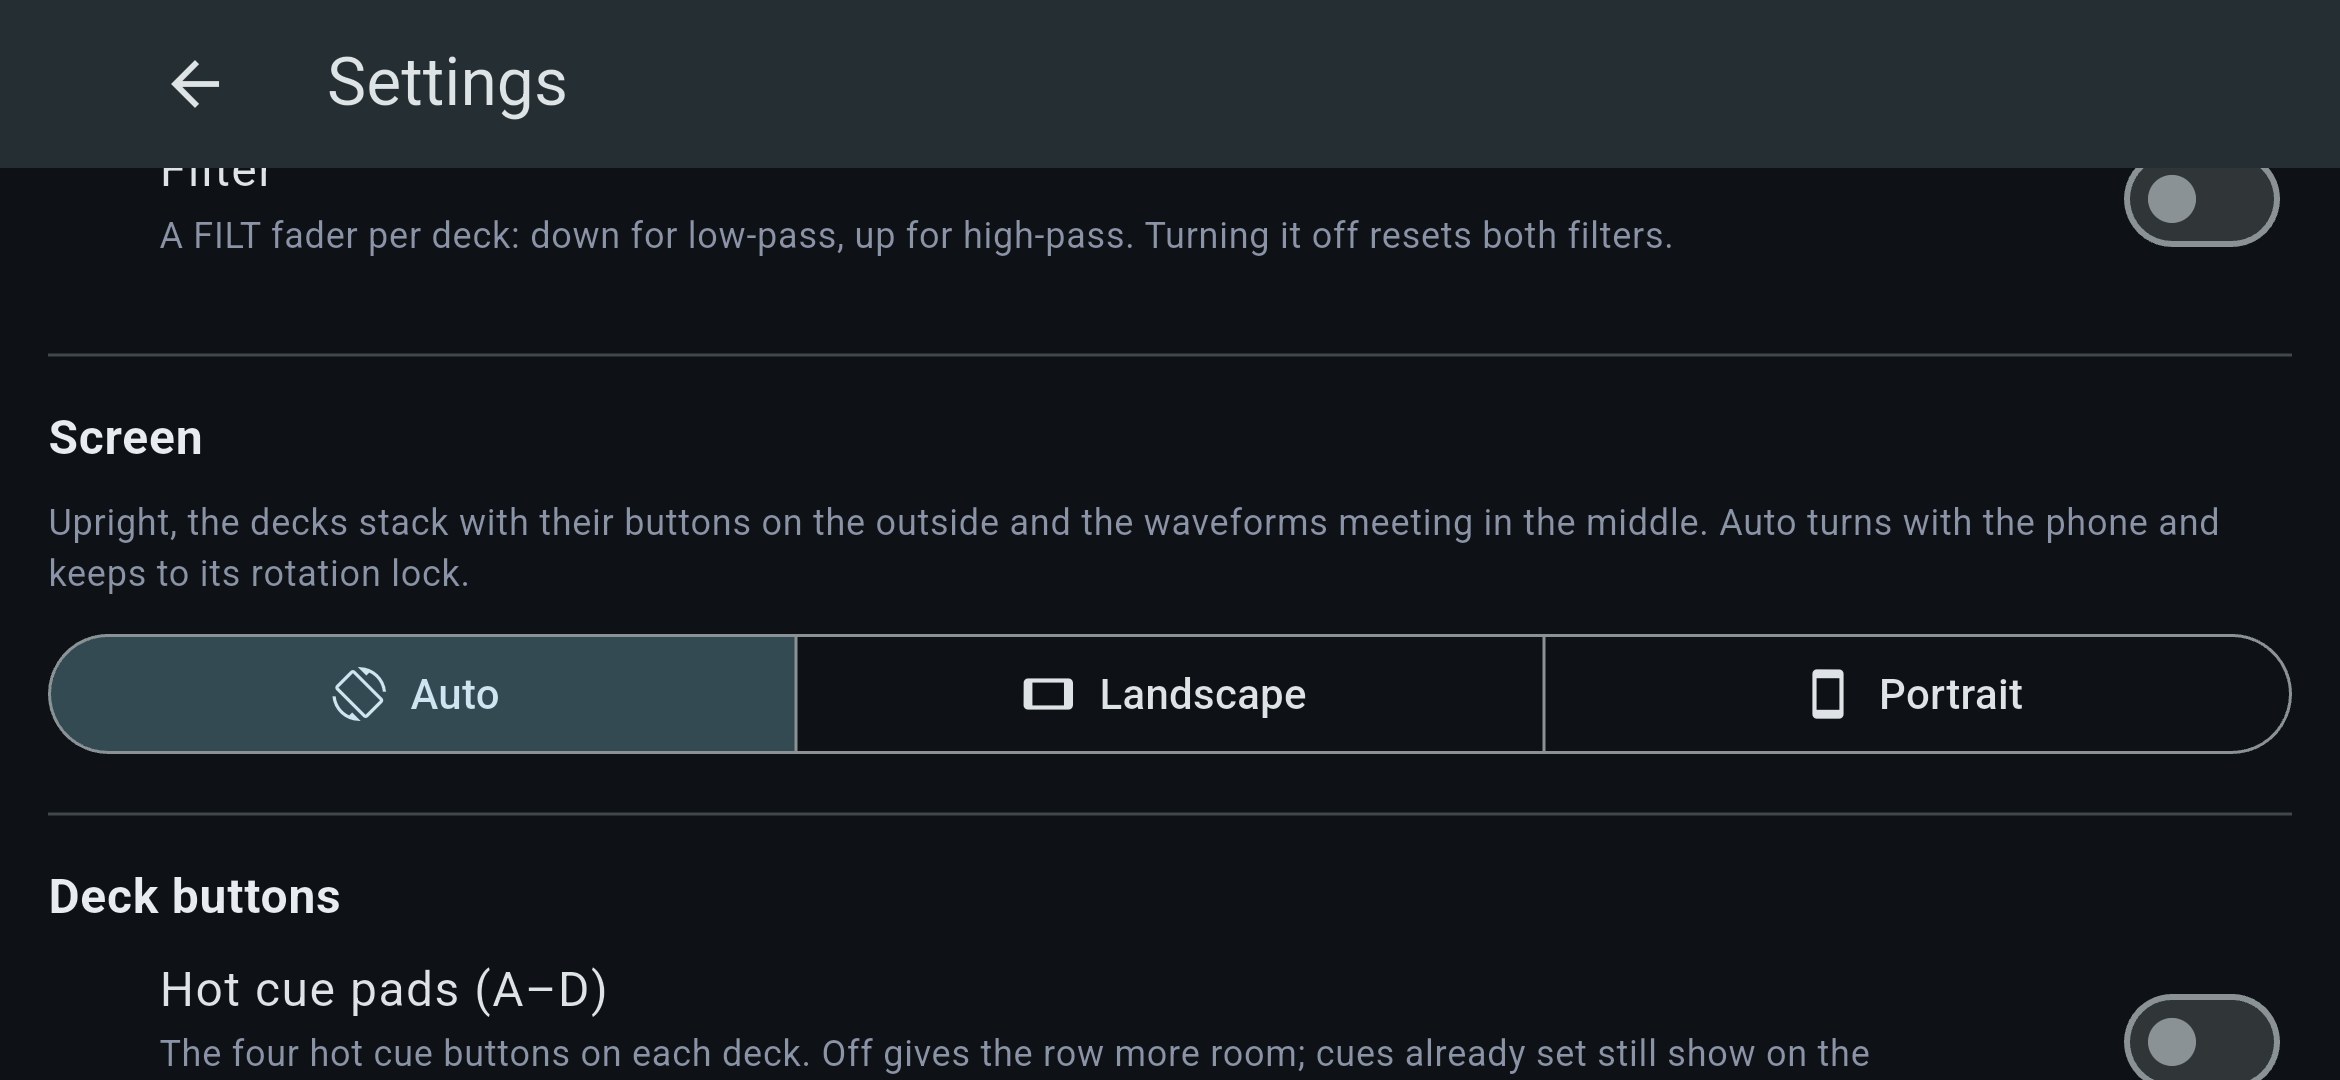 Settings
Filter
A FILT fader per deck: down for low-pass, up for high-pass. Turning it off resets both filters.
Screen
Upright, the decks stack with their buttons on the outside and the waveforms meeting in the middle. Auto turns with the phone and
keeps to its rotation lock.
Auto
Landscape
Portrait
Deck buttons
Hot cue pads (A–D)
The four hot cue buttons on each deck. Off gives the row more room; cues already set still show on the